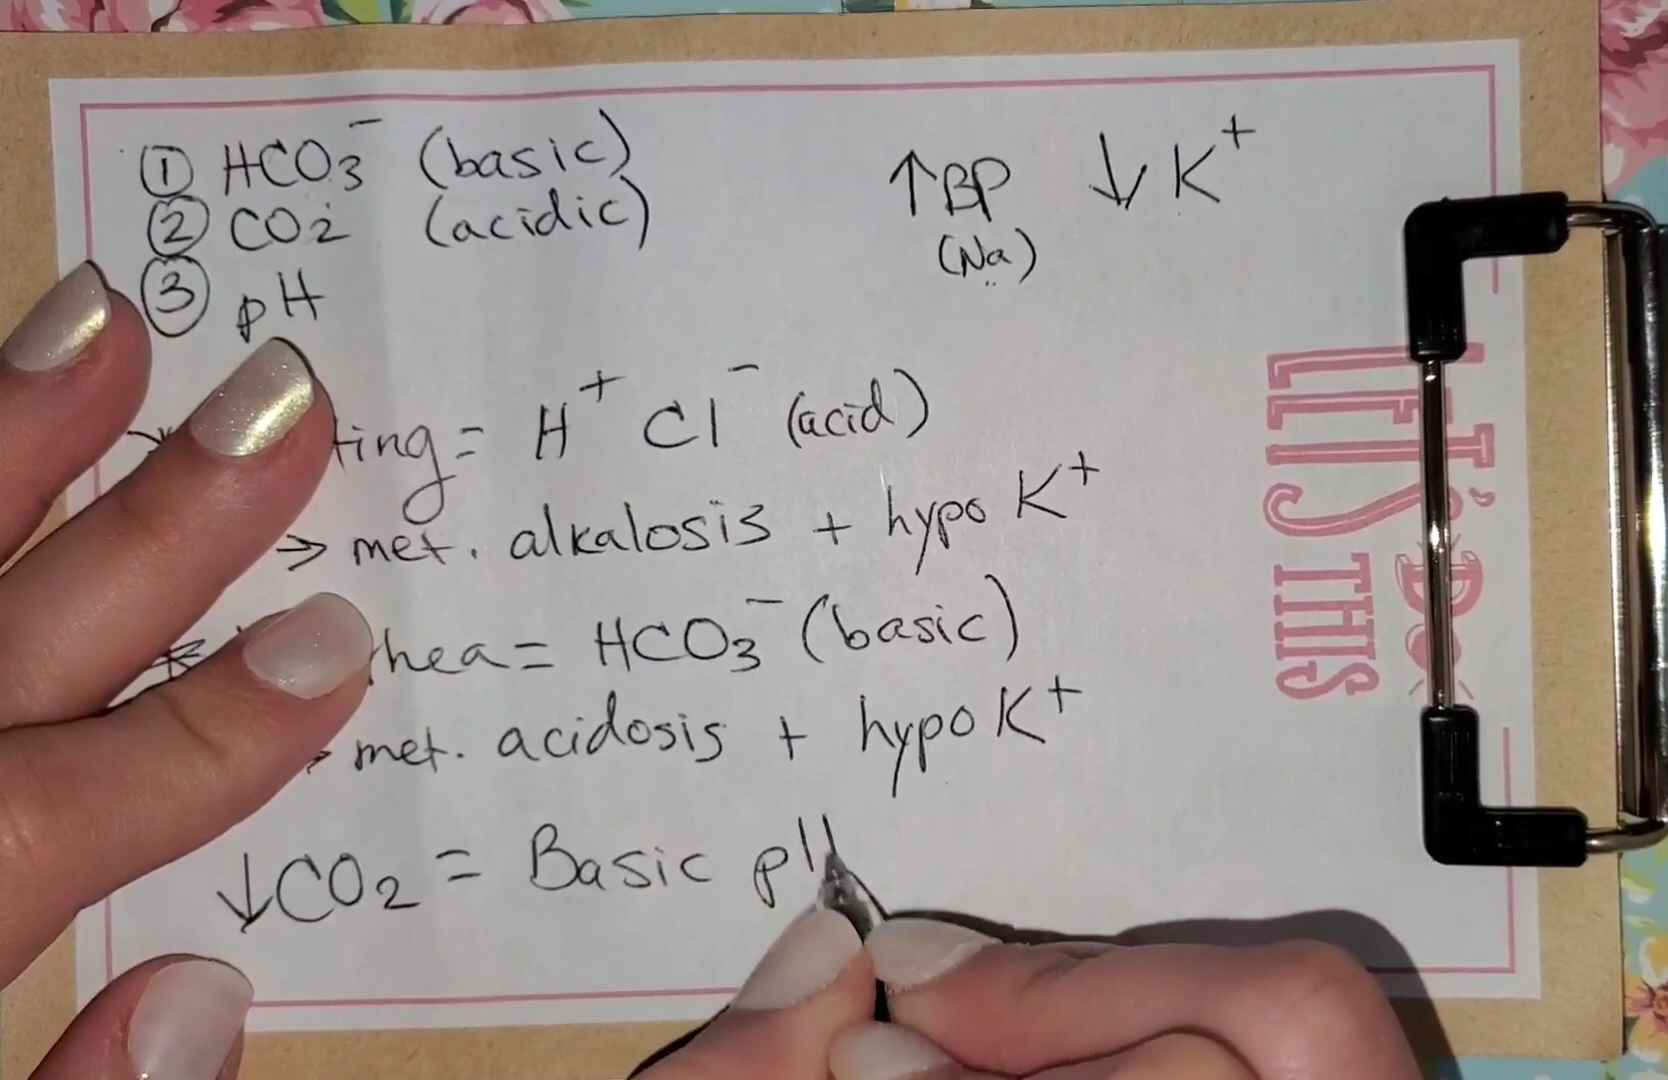 ① HCO3⁻ (basic)
② CO2 (acidic)
③ pH
↑BP ↓K⁺
(Na)
ting = H⁺ Cl⁻ (acid)
→ met. alkalosis + hypo K⁺
hea = HCO3⁻ (basic)
met. acidosis + hypo K⁺
↓CO2 = Basic pH
LET'S DO
THIS